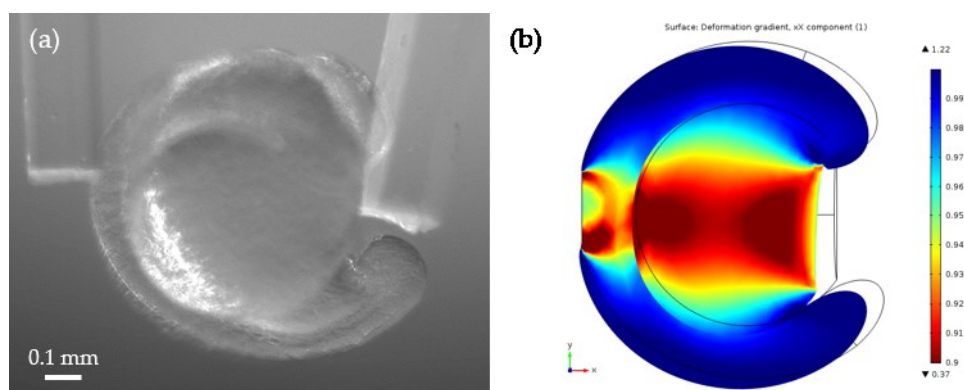 (a)
0.1 mm
(b)
Surface: Deformation gradient, xX component (1)
▲ 1.22
0.99
0.98
0.97
0.96
0.95
0.94
0.93
0.92
0.91
0.9
▼ 0.37
y
x